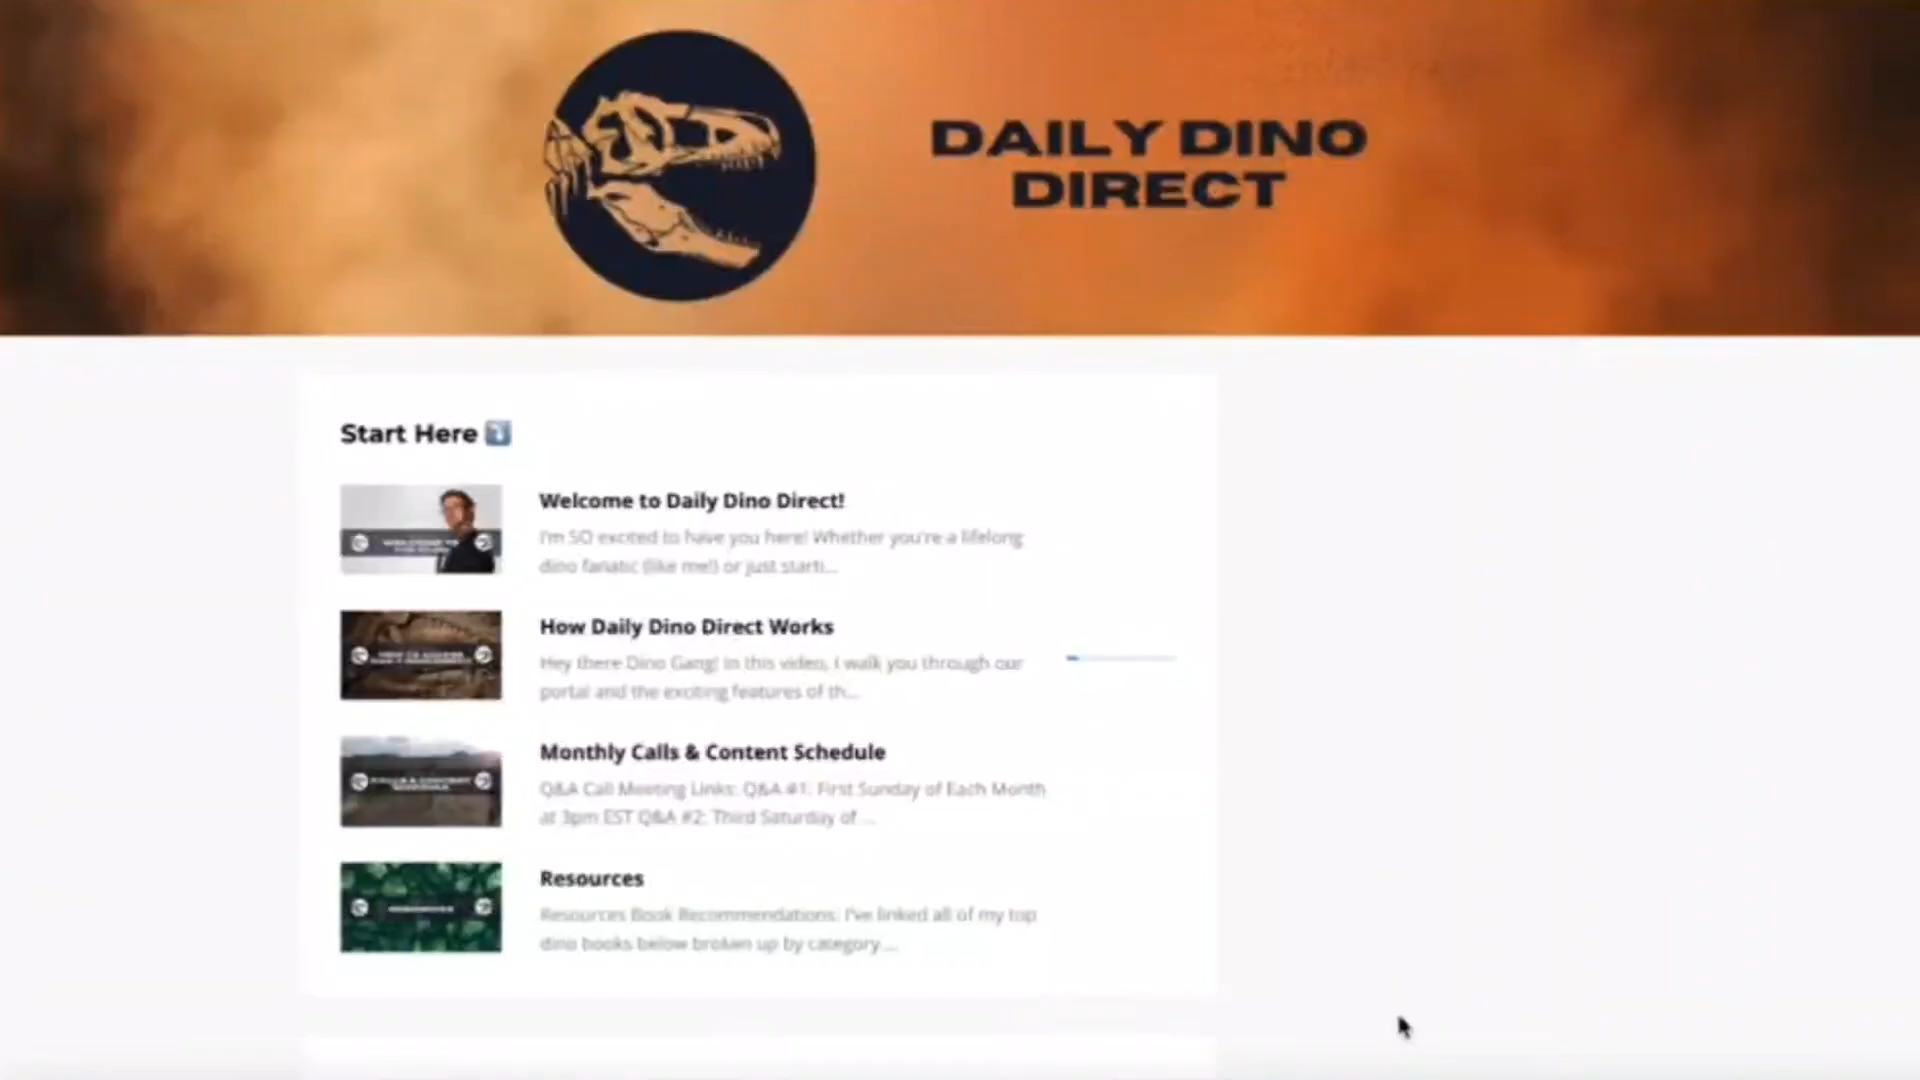 DAILY DINO
DIRECT
Start Here
Welcome to Daily Dino Direct!
I'm SO excited to have you here! Whether you're a lifelong
dino fanatic (like me!) or just starti...
How Daily Dino Direct Works
Hey there Dino Gang! In this video, I walk you through our
portal and the exciting features of th...
Monthly Calls & Content Schedule
Q&A Call Meeting Links: Q&A #1: First Sunday of Each Month
at 3pm EST Q&A #2: Third Saturday of ...
Resources
Resources Book Recommendations: I've linked all of my top
dino books below broken up by category....